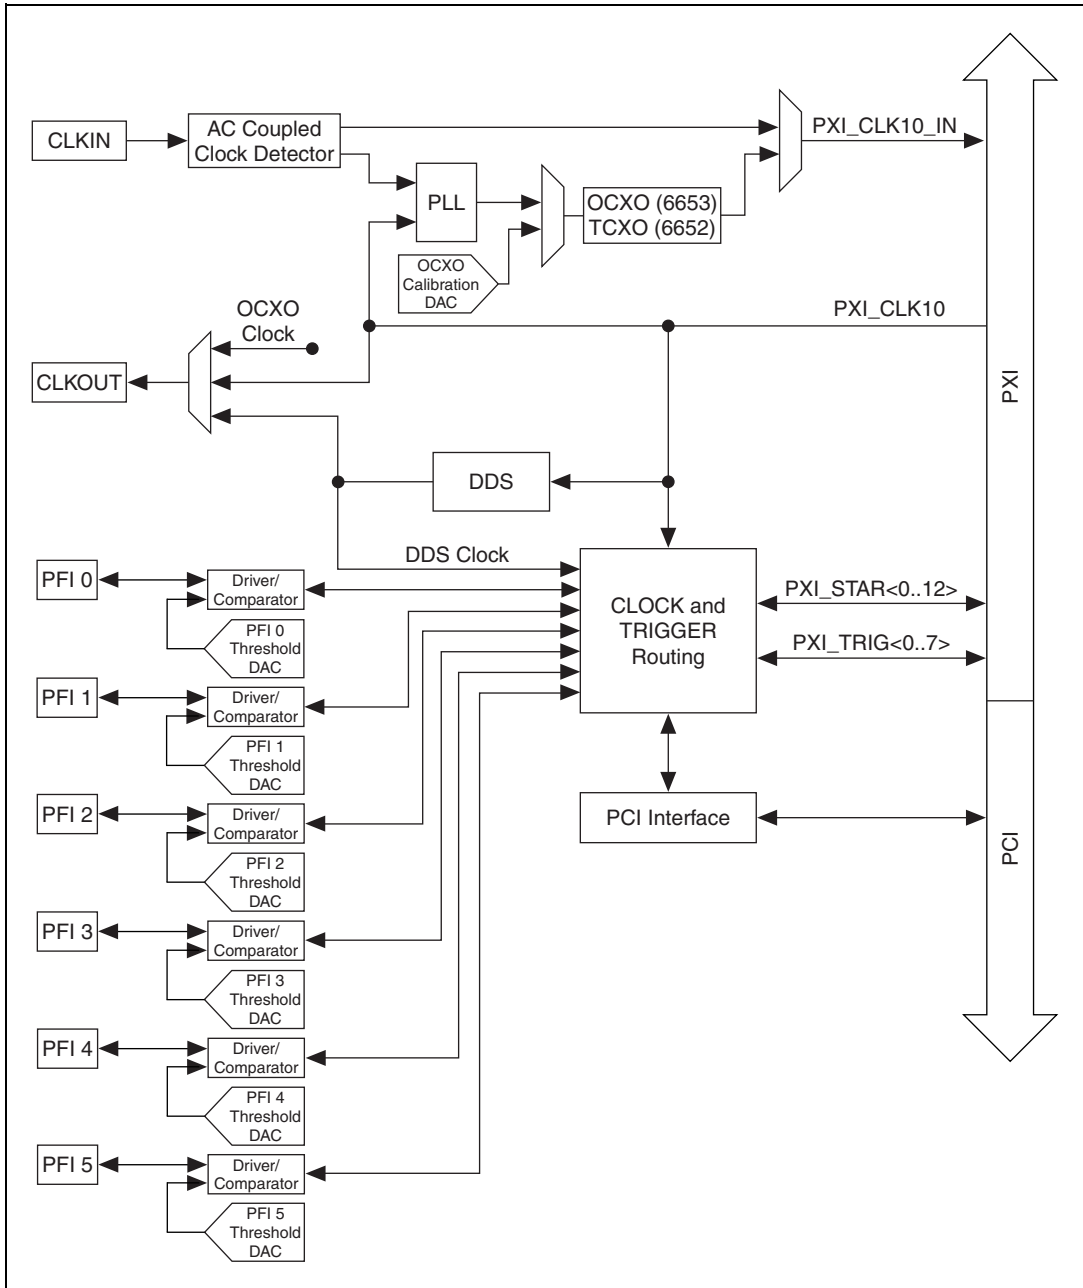 CLKIN
AC Coupled
Clock Detector
PXI_CLK10_IN
PLL
OCXO (6653)
TCXO (6652)
OCXO
Calibration
DAC
PXI_CLK10
OCXO
Clock
CLKOUT
PXI
DDS
DDS Clock
PFI 0
Driver/
Comparator
PFI 0
Threshold
DAC
CLOCK and
TRIGGER
Routing
PXI_STAR<0..12>
PXI_TRIG<0..7>
PFI 1
Driver/
Comparator
PFI 1
Threshold
DAC
PCI Interface
PCI
PFI 2
Driver/
Comparator
PFI 2
Threshold
DAC
PFI 3
Driver/
Comparator
PFI 3
Threshold
DAC
PFI 4
Driver/
Comparator
PFI 4
Threshold
DAC
PFI 5
Driver/
Comparator
PFI 5
Threshold
DAC